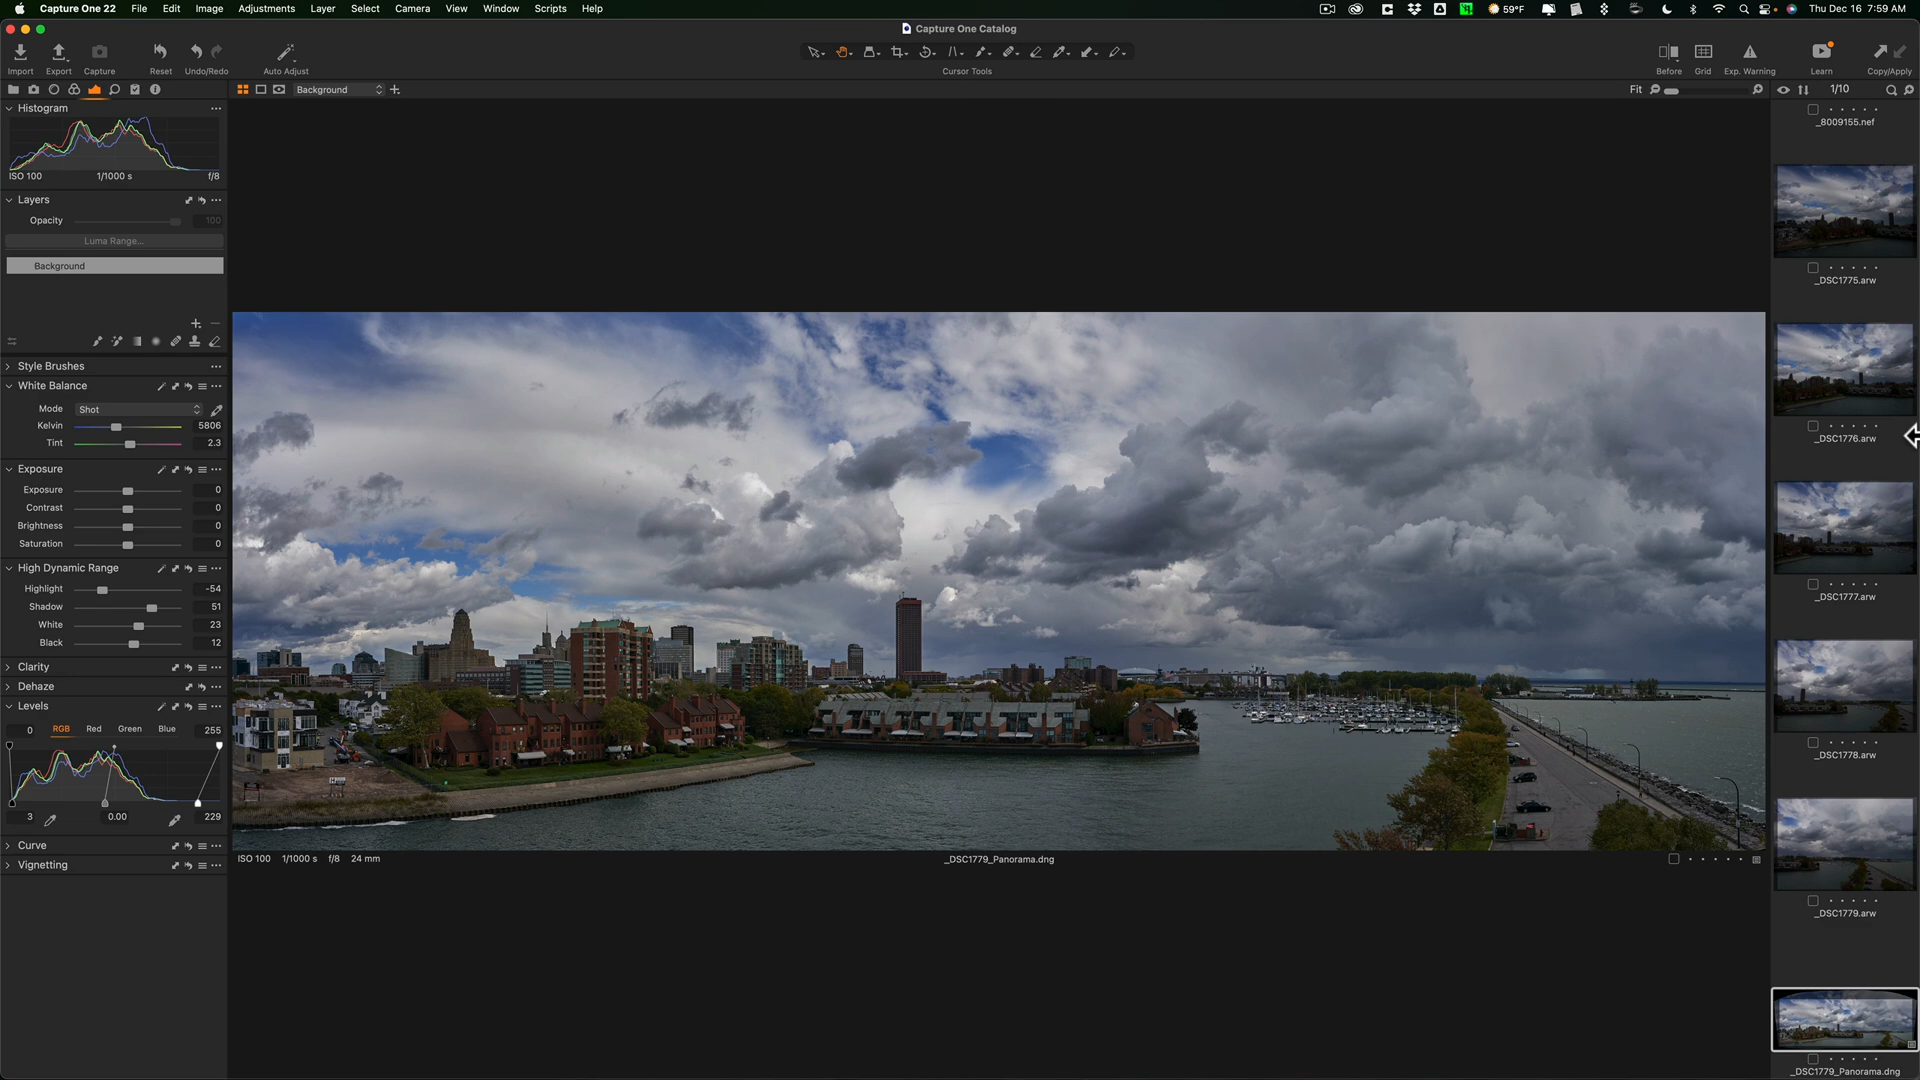 Capture One 22 File Edit Image Adjustments Layer Select Camera View Window Scripts Help 59°F Thu Dec 16 7:59 AM
Capture One Catalog
Import Export Capture Reset Undo/Redo Auto Adjust Cursor Tools Before Grid Exp. Warning Learn Copy/Apply
Background Fit 1/10
Histogram
ISO 100 1/1000 s f/8
Layers
Opacity 100
Luma Range...
Background
Style Brushes
White Balance
Mode Shot
Kelvin 5806
Tint 2.3
Exposure
Exposure 0
Contrast 0
Brightness 0
Saturation 0
High Dynamic Range
Highlight -54
Shadow 51
White 23
Black 12
Clarity
Dehaze
Levels
0 RGB Red Green Blue 255
3 0.00 229
Curve
Vignetting
ISO 100 1/1000 s f/8 24 mm
_DSC1779_Panorama.dng
_8009155.nef
_DSC1775.arw
_DSC1776.arw
_DSC1777.arw
_DSC1778.arw
_DSC1779.arw
_DSC1779_Panorama.dng